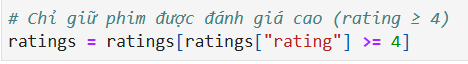 # Chỉ giữ phim được đánh giá cao (rating ≥ 4)
ratings = ratings[ratings["rating"] >= 4]